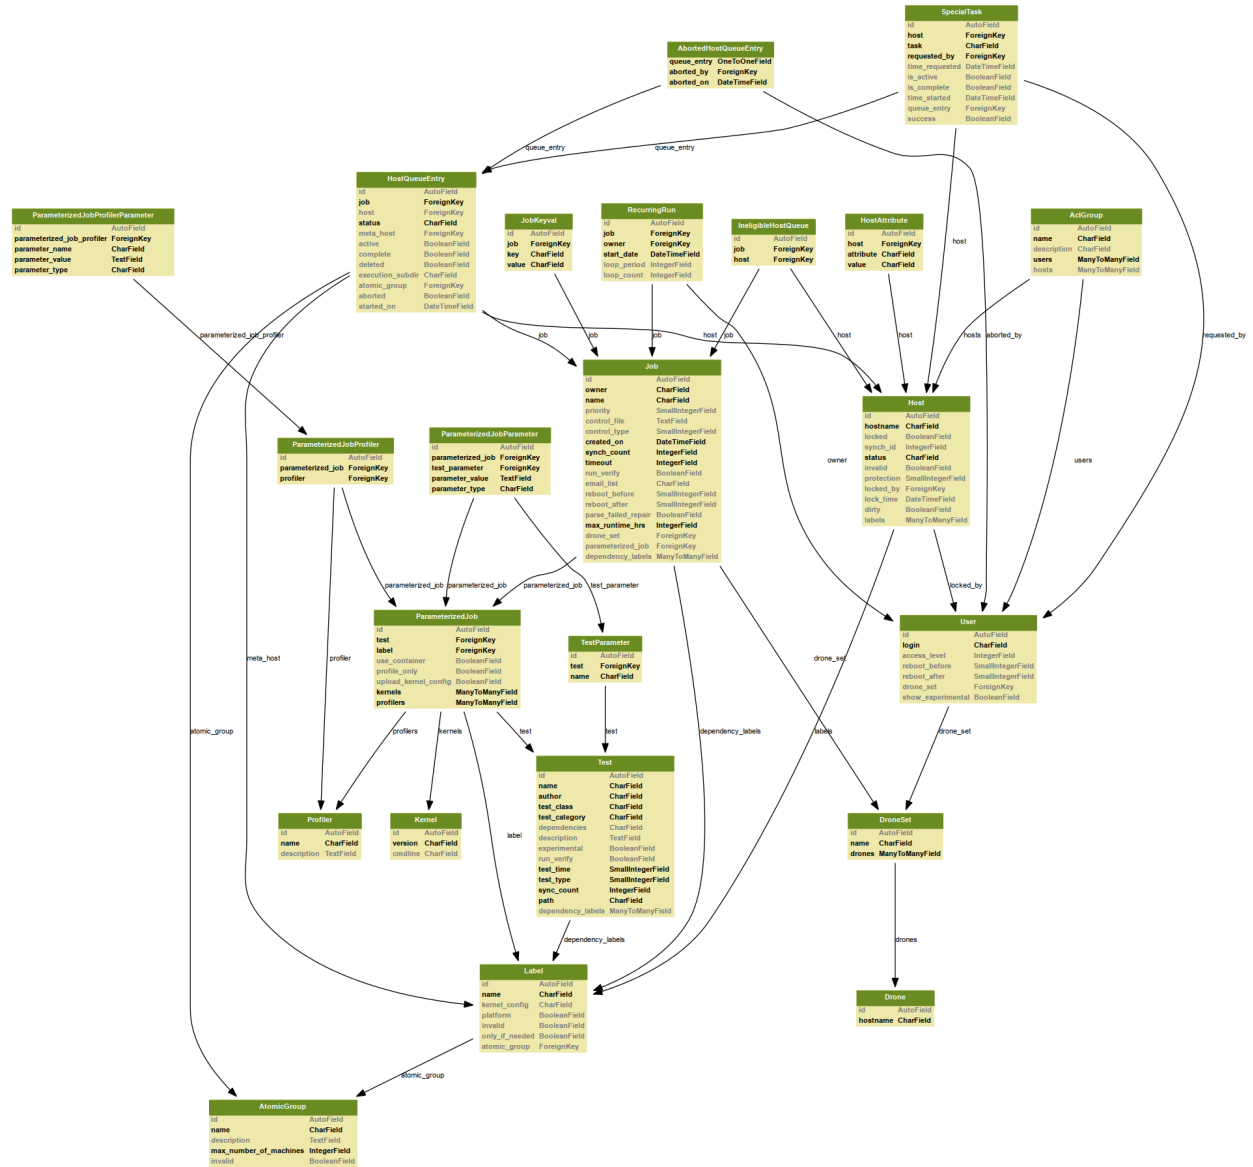 SpecialTask
id AutoField
host ForeignKey
task CharField
requested_by ForeignKey
time_requested DateTimeField
is_active BooleanField
is_complete BooleanField
time_started DateTimeField
queue_entry ForeignKey
success BooleanField
AbortedHostQueueEntry
queue_entry OneToOneField
aborted_by ForeignKey
aborted_on DateTimeField
queue_entry
queue_entry
HostQueueEntry
id AutoField
job ForeignKey
host ForeignKey
status CharField
meta_host ForeignKey
active BooleanField
complete BooleanField
deleted BooleanField
execution_subdir CharField
atomic_group ForeignKey
aborted BooleanField
started_on DateTimeField
ParameterizedJobProfilerParameter
id AutoField
parameterized_job_profiler ForeignKey
parameter_name CharField
parameter_value TextField
parameter_type CharField
JobKeyval
id AutoField
job ForeignKey
key CharField
value CharField
RecurringRun
id AutoField
job ForeignKey
owner ForeignKey
start_date DateTimeField
loop_period IntegerField
loop_count IntegerField
IneligibleHostQueue
id AutoField
job ForeignKey
host ForeignKey
HostAttribute
id AutoField
host ForeignKey
attribute CharField
value CharField
host
AclGroup
id AutoField
name CharField
description CharField
users ManyToManyField
hosts ManyToManyField
parameterized_job_profiler
job
job
job
host
job
host
host
hosts
aborted_by
requested_by
Job
id AutoField
owner CharField
name CharField
priority SmallIntegerField
control_file TextField
control_type SmallIntegerField
created_on DateTimeField
synch_count IntegerField
timeout IntegerField
run_verify BooleanField
email_list CharField
reboot_before SmallIntegerField
reboot_after SmallIntegerField
parse_failed_repair BooleanField
max_runtime_hrs IntegerField
drone_set ForeignKey
parameterized_job ForeignKey
dependency_labels ManyToManyField
Host
id AutoField
hostname CharField
locked BooleanField
synch_id IntegerField
status CharField
invalid BooleanField
protection SmallIntegerField
locked_by ForeignKey
lock_time DateTimeField
dirty BooleanField
labels ManyToManyField
ParameterizedJobProfiler
id AutoField
parameterized_job ForeignKey
profiler ForeignKey
ParameterizedJobParameter
id AutoField
parameterized_job ForeignKey
test_parameter ForeignKey
parameter_value TextField
parameter_type CharField
owner
users
parameterized_job
parameterized_job
parameterized_job
test_parameter
locked_by
ParameterizedJob
id AutoField
test ForeignKey
label ForeignKey
use_container BooleanField
profile_only BooleanField
upload_kernel_config BooleanField
kernels ManyToManyField
profilers ManyToManyField
TestParameter
id AutoField
test ForeignKey
name CharField
User
id AutoField
login CharField
access_level IntegerField
reboot_before SmallIntegerField
reboot_after SmallIntegerField
drone_set ForeignKey
show_experimental BooleanField
meta_host
profiler
drone_set
atomic_group
profilers
kernels
test
test
dependency_labels
labels
drone_set
Test
id AutoField
name CharField
author CharField
test_class CharField
test_category CharField
dependencies CharField
description TextField
experimental BooleanField
run_verify BooleanField
test_time SmallIntegerField
test_type SmallIntegerField
sync_count IntegerField
path CharField
dependency_labels ManyToManyField
Profiler
id AutoField
name CharField
description TextField
Kernel
id AutoField
version CharField
cmdline CharField
label
DroneSet
id AutoField
name CharField
drones ManyToManyField
dependency_labels
drones
Label
id AutoField
name CharField
kernel_config CharField
platform BooleanField
invalid BooleanField
only_if_needed BooleanField
atomic_group ForeignKey
Drone
id AutoField
hostname CharField
atomic_group
AtomicGroup
id AutoField
name CharField
description TextField
max_number_of_machines IntegerField
invalid BooleanField